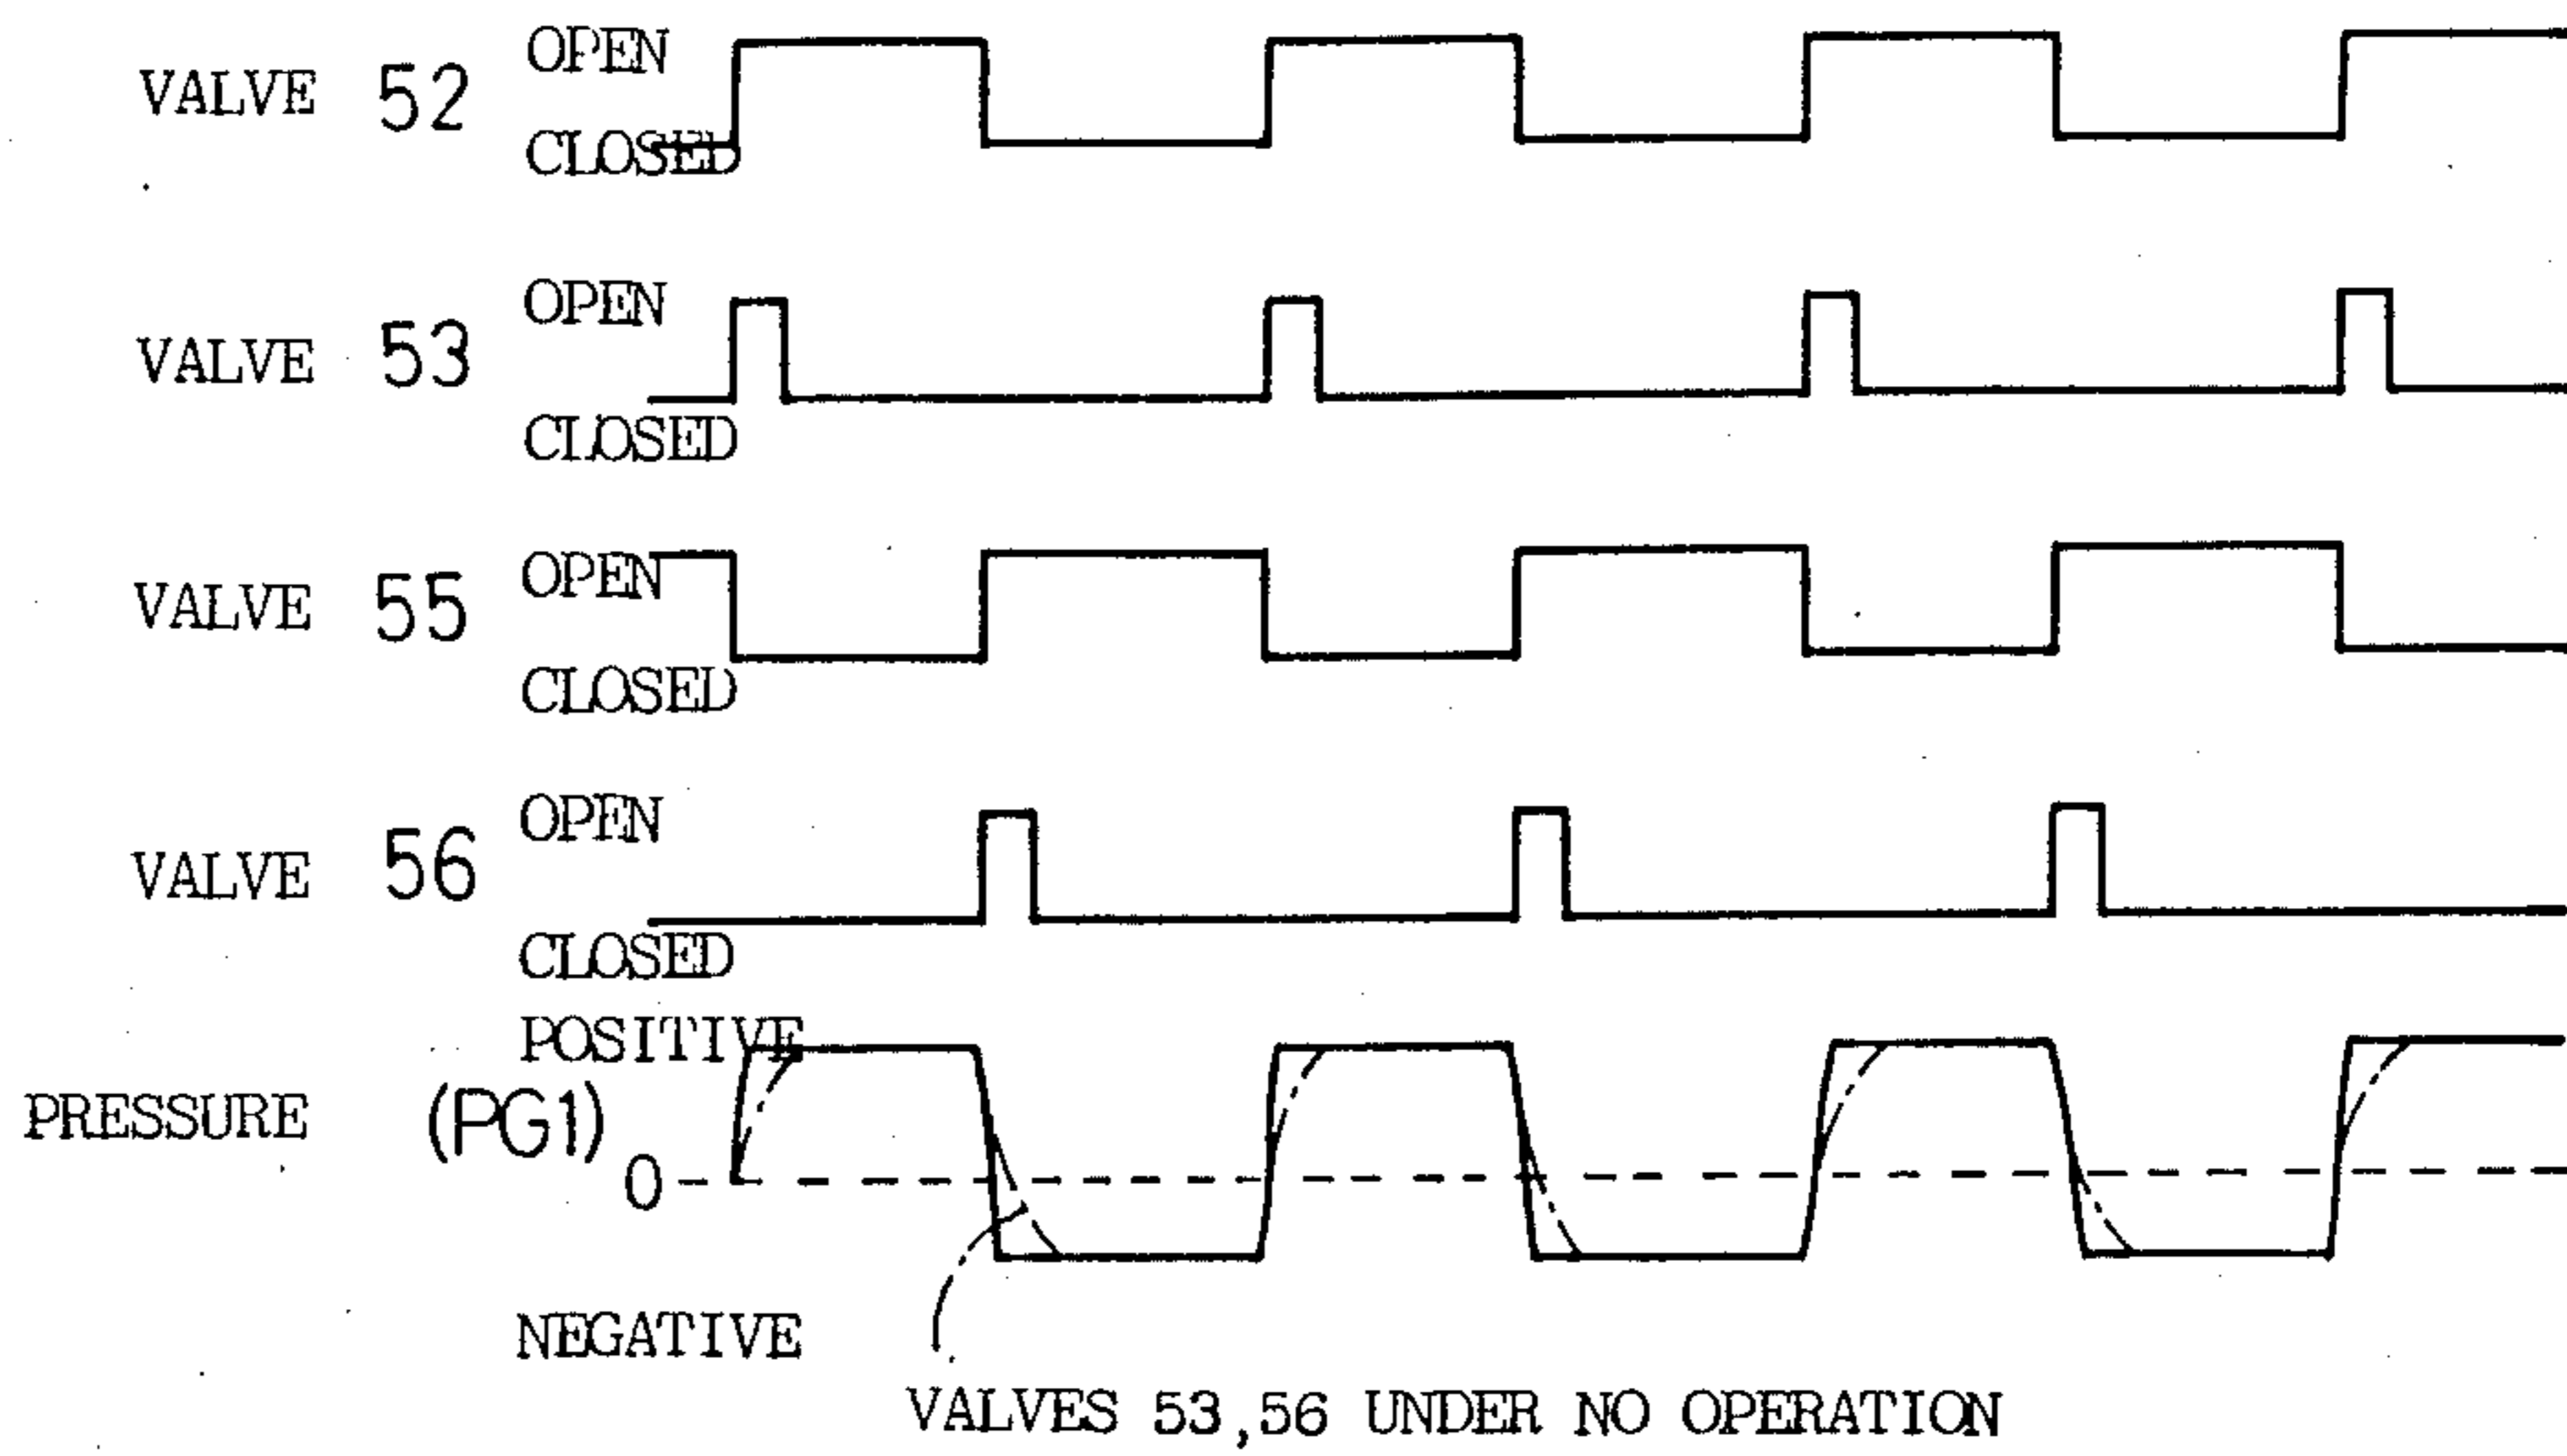 OPEN
VALVE 52
CLOSED
OPEN
VALVE 53
CLOSED
OPEN
VALVE 55
CLOSED
OPEN
VALVE 56
CLOSED
POSITIVE
PRESSURE (PG1)
0
NEGATIVE
VALVES 53,56 UNDER NO OPERATION